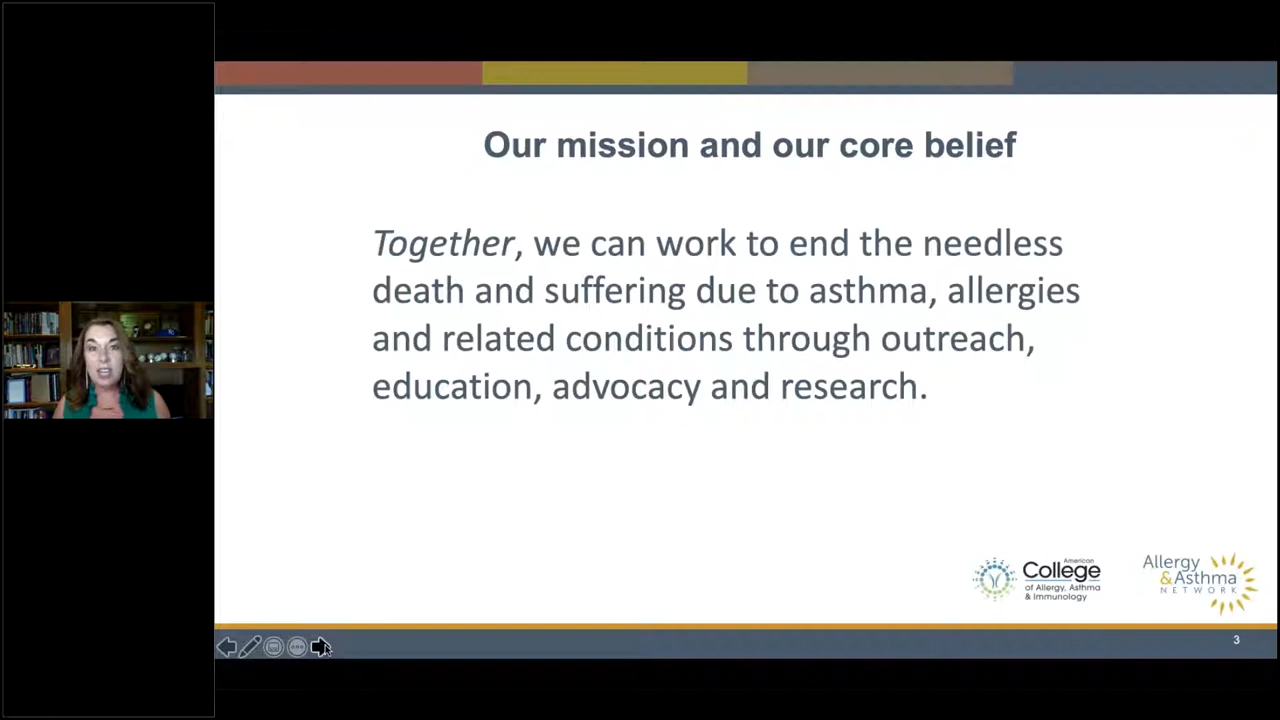 Our mission and our core belief
Together, we can work to end the needless
death and suffering due to asthma, allergies
and related conditions through outreach,
education, advocacy and research.
American
College
of Allergy, Asthma
& Immunology
Allergy
& Asthma
NETWORK
3